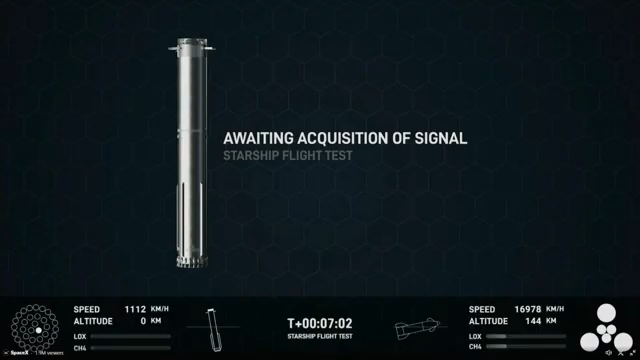 AWAITING ACQUISITION OF SIGNAL
STARSHIP FLIGHT TEST
SPEED 1112 KM/H
ALTITUDE 0 KM
LOX
CH4
T+00:07:02
STARSHIP FLIGHT TEST
SPEED 16978 KM/H
ALTITUDE 144 KM
LOX
CH4
SpaceX
viewers